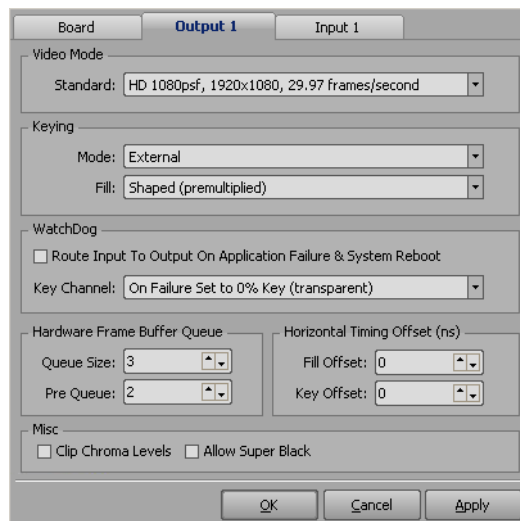 Board Output 1 Input 1
Video Mode
Standard: HD 1080psf, 1920x1080, 29.97 frames/second
Keying
Mode: External
Fill: Shaped (premultiplied)
WatchDog
Route Input To Output On Application Failure & System Reboot
Key Channel: On Failure Set to 0% Key (transparent)
Hardware Frame Buffer Queue
Queue Size: 3
Pre Queue: 2
Horizontal Timing Offset (ns)
Fill Offset: 0
Key Offset: 0
Misc
Clip Chroma Levels Allow Super Black
OK Cancel Apply